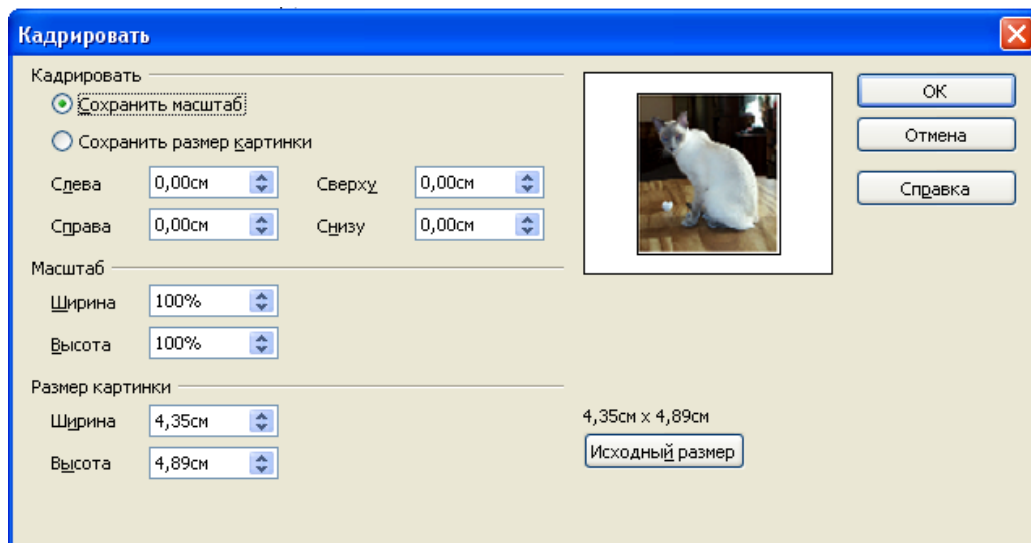 Кадрировать
Кадрировать
Сохранить масштаб
Сохранить размер картинки
Слева 0,00см Сверху 0,00см
Справа 0,00см Снизу 0,00см
Масштаб
Ширина 100%
Высота 100%
Размер картинки
Ширина 4,35см
Высота 4,89см
4,35см x 4,89см
Исходный размер
ОК
Отмена
Справка